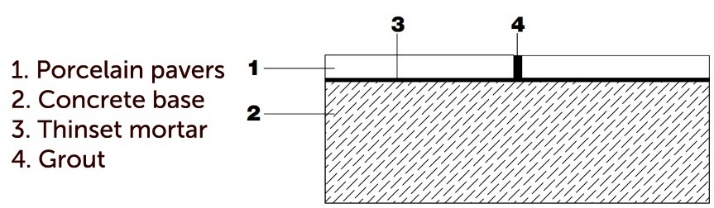 3
4
1. Porcelain pavers
1
2. Concrete base
2
3. Thinset mortar
4. Grout